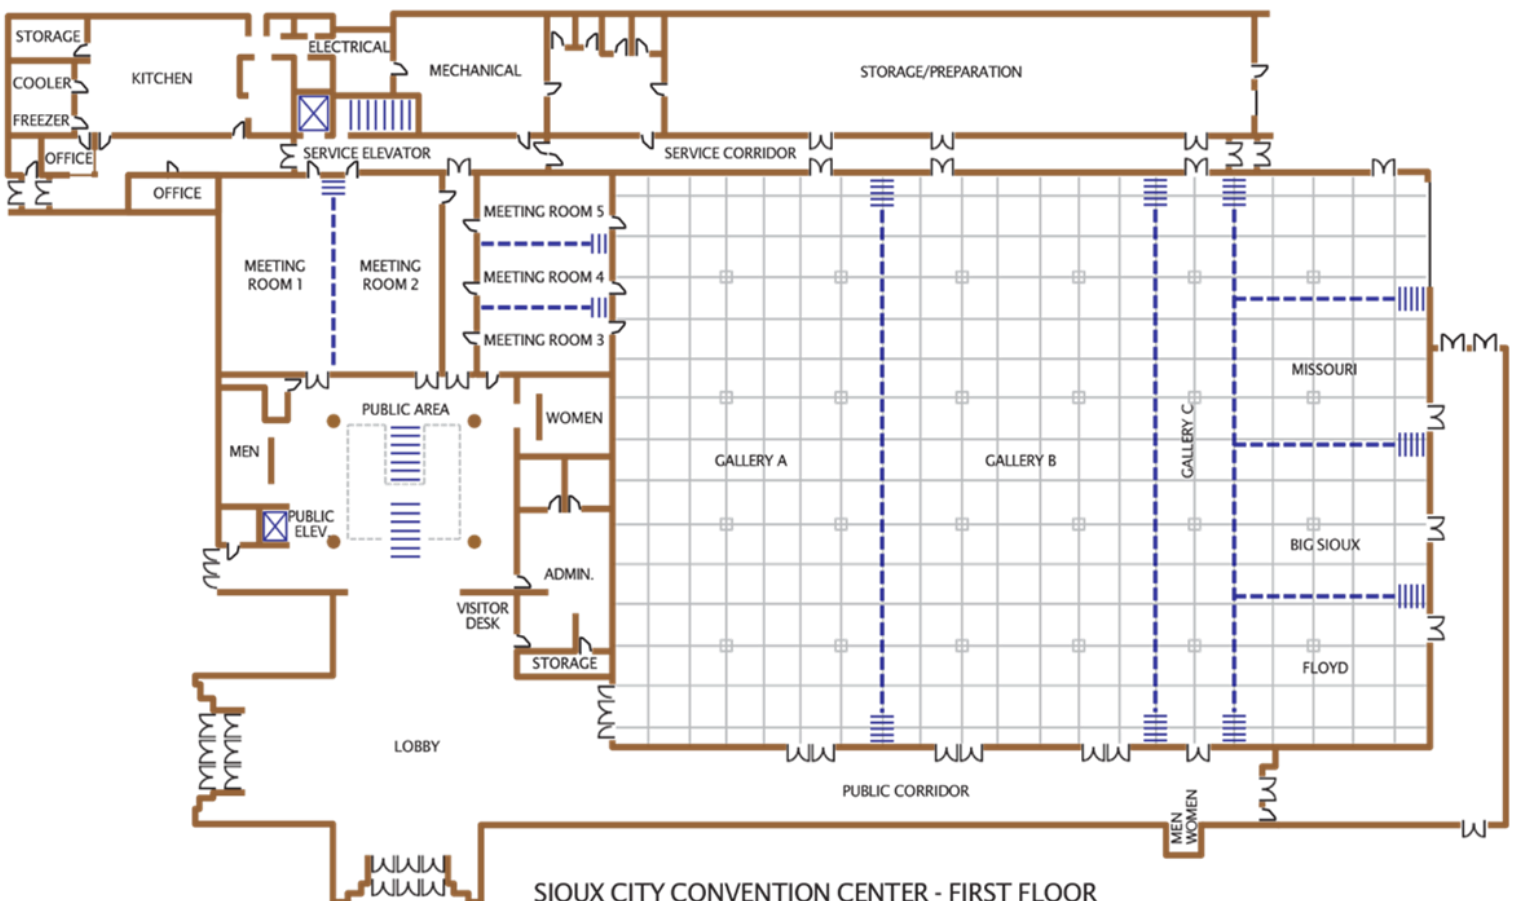 STORAGE
COOLER
KITCHEN
FREEZER
OFFICE
OFFICE
ELECTRICAL
MECHANICAL
STORAGE/PREPARATION
SERVICE ELEVATOR
SERVICE CORRIDOR
MEETING
ROOM 1
MEETING
ROOM 2
MEETING ROOM 5
MEETING ROOM 4
MEETING ROOM 3
PUBLIC AREA
MEN
WOMEN
PUBLIC
ELEV.
ADMIN.
VISITOR
DESK
STORAGE
GALLERY A
GALLERY B
GALLERY C
MISSOURI
BIG SIOUX
FLOYD
LOBBY
PUBLIC CORRIDOR
MEN
WOMEN
SIOUX CITY CONVENTION CENTER - FIRST FLOOR